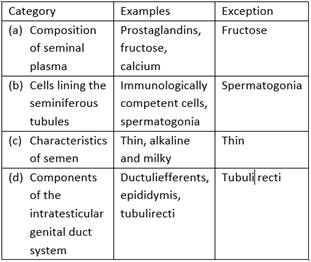 Category Examples Exception
(a) Composition Prostaglandins, Fructose
of seminal fructose,
plasma calcium
(b) Cells lining the Immunologically Spermatogonia
seminiferous competent cells,
tubules spermatogonia
(c) Characteristics Thin, alkaline Thin
of semen and milky
(d) Components Ductuliefferents, Tubuli recti
of the epididymis,
intratesticular tubulirecti
genital duct
system